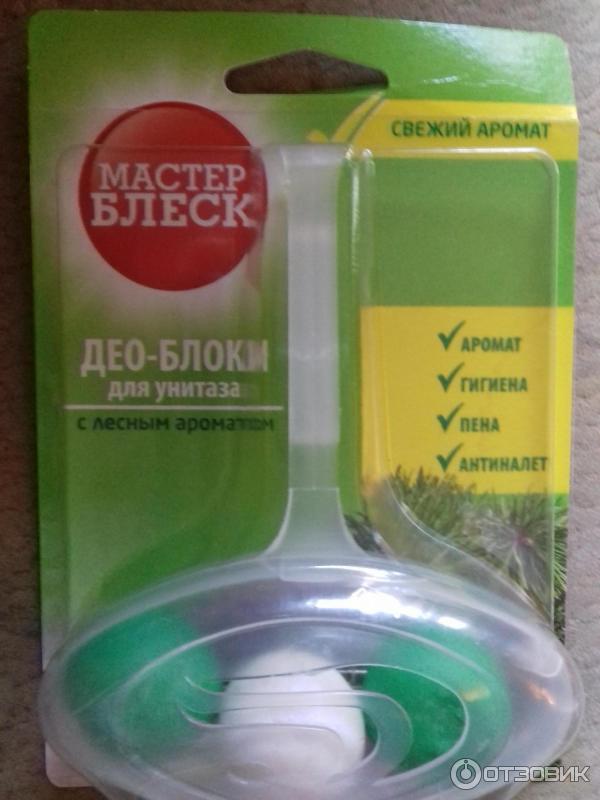 СВЕЖИЙ АРОМАТ
МАСТЕР
БЛЕСК
ДЕО-БЛОКИ
для унитаза
с лесным ароматом
АРОМАТ
ГИГИЕНА
ПЕНА
АНТИНАЛЕТ
ОТЗОВИК